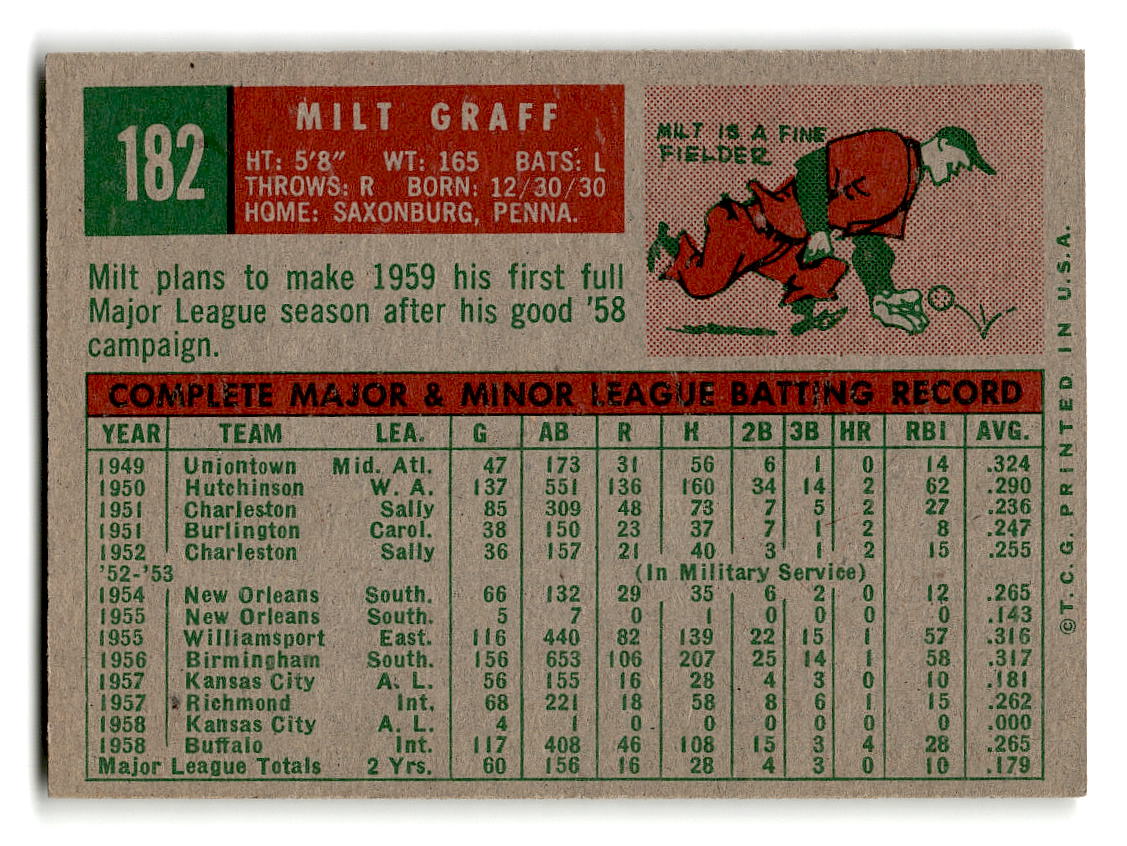 182
MILT GRAFF
HT: 5'8" WT: 165 BATS: L
THROWS: R BORN: 12/30/30
HOME: SAXONBURG, PENNA.
MILT IS A FINE
FIELDER
Milt plans to make 1959 his first full
Major League season after his good '58
campaign.
COMPLETE MAJOR & MINOR LEAGUE BATTING RECORD
YEAR TEAM LEA. G AB R H 2B 3B HR RBI AVG.
1949 Uniontown Mid. Atl. 47 173 31 56 6 1 0 14 .324
1950 Hutchinson W. A. 137 551 136 160 34 14 2 62 .290
1951 Charleston Sally 85 309 48 73 7 5 2 27 .236
1951 Burlington Carol. 38 150 23 37 7 1 2 8 .247
1952 Charleston Sally 36 157 21 40 3 1 2 15 .255
'52-'53 (In Military Service)
1954 New Orleans South. 66 132 29 35 6 2 0 12 .265
1955 New Orleans South. 5 7 0 1 0 0 0 0 .143
1955 Williamsport East. 116 440 82 139 22 15 1 57 .316
1956 Birmingham South. 156 653 106 207 25 14 1 58 .317
1957 Kansas City A. L. 56 155 16 28 4 3 0 10 .181
1957 Richmond Int. 68 221 18 58 8 6 1 15 .262
1958 Kansas City A. L. 4 1 0 0 0 0 0 0 .000
1958 Buffalo Int. 117 408 46 108 15 3 4 28 .265
Major League Totals 2 Yrs. 60 156 16 28 4 3 0 10 .179
©T.C.G. PRINTED IN U.S.A.